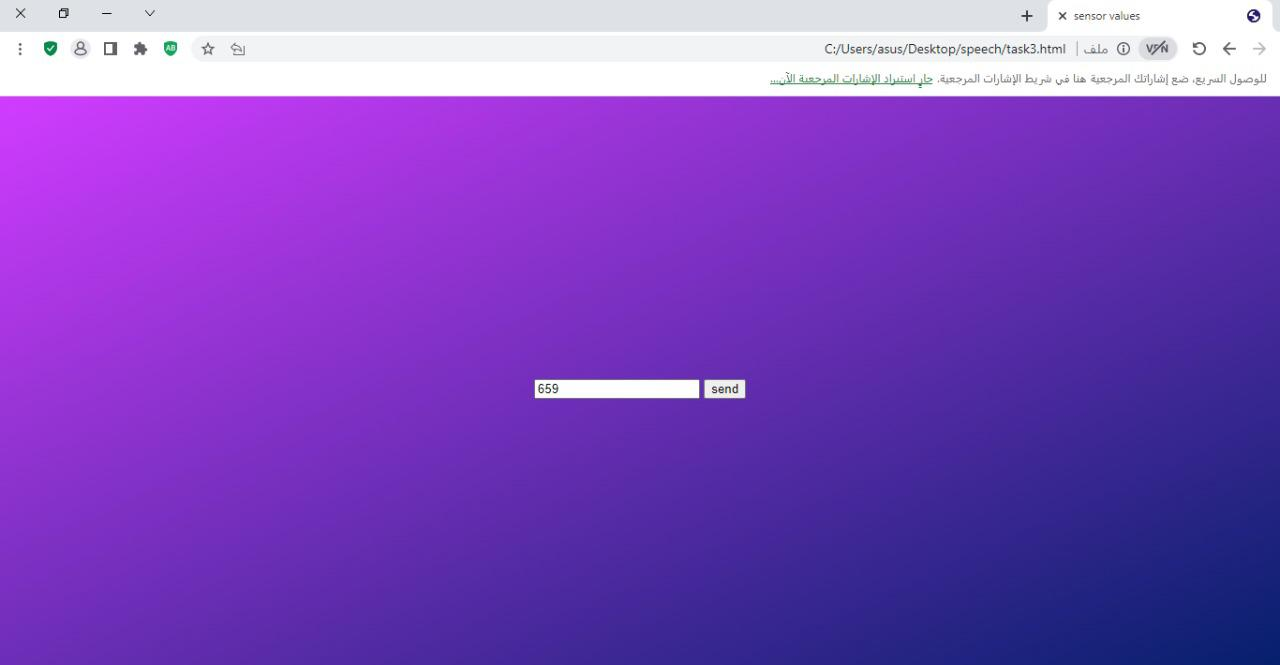 sensor values
C:/Users/asus/Desktop/speech/task3.html | ملف VPN
للوصول السريع، ضع إشاراتك المرجعية هنا في شريط الإشارات المرجعية. جارٍ استيراد الإشارات المرجعية الآن...
659 send